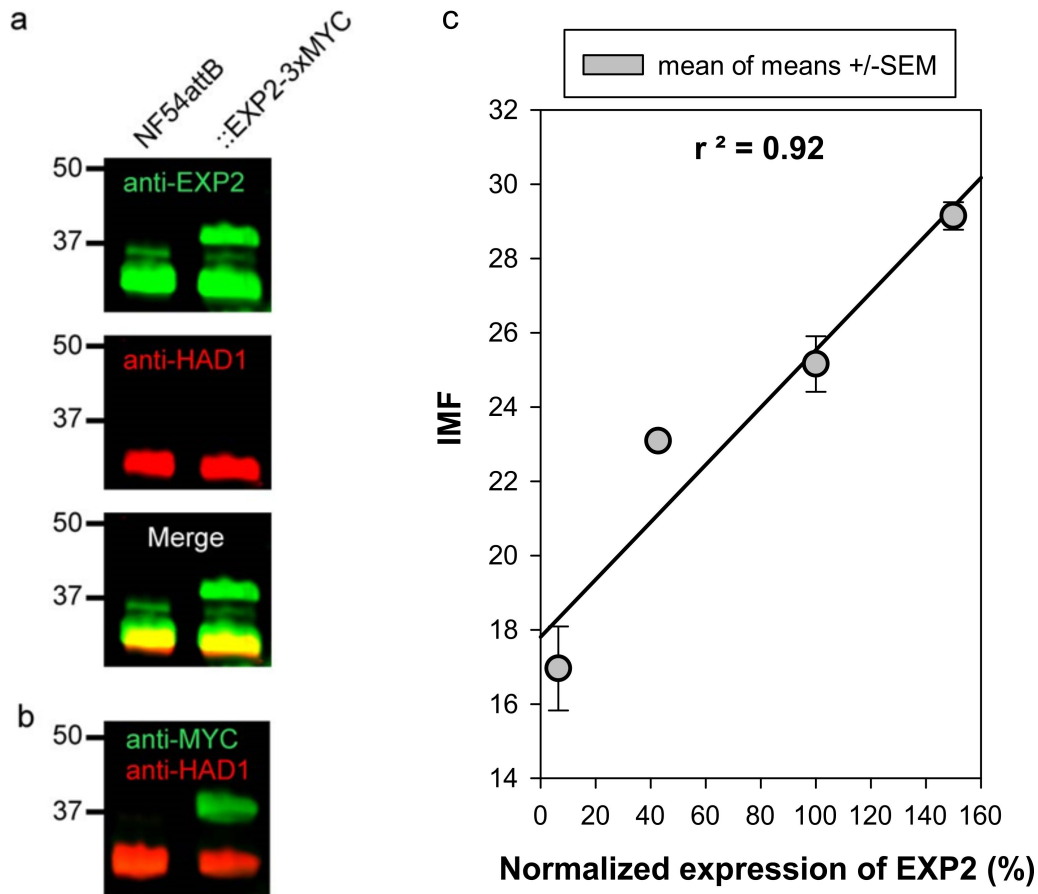 a
NF54attB
::EXP2-3xMYC
50
anti-EXP2
37
50
anti-HAD1
37
50
Merge
37
b
50
anti-MYC
anti-HAD1
37
c
mean of means +/-SEM
r ² = 0.92
32
30
28
26
24
22
20
18
16
14
IMF
0 20 40 60 80 100 120 140 160
Normalized expression of EXP2 (%)